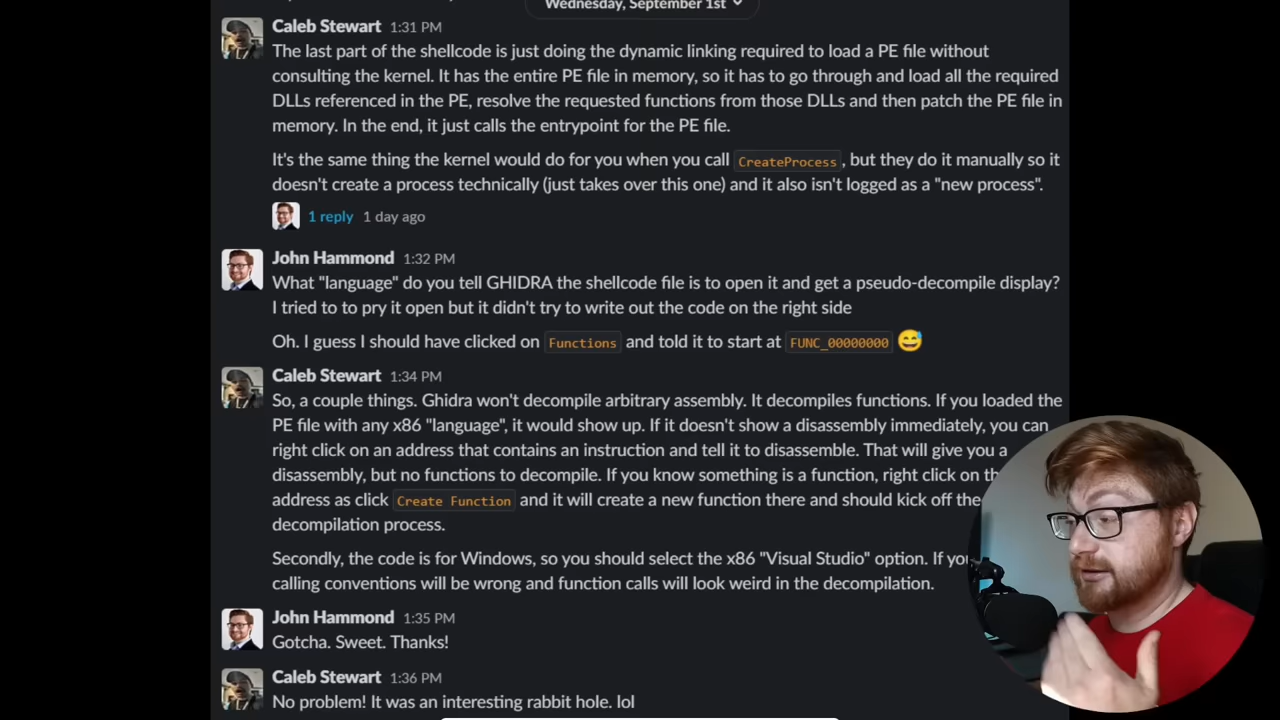 Wednesday, September 1st
Caleb Stewart 1:31 PM
The last part of the shellcode is just doing the dynamic linking required to load a PE file without
consulting the kernel. It has the entire PE file in memory, so it has to go through and load all the required
DLLs referenced in the PE, resolve the requested functions from those DLLs and then patch the PE file in
memory. In the end, it just calls the entrypoint for the PE file.
It's the same thing the kernel would do for you when you call CreateProcess, but they do it manually so it
doesn't create a process technically (just takes over this one) and it also isn't logged as a "new process".
1 reply 1 day ago
John Hammond 1:32 PM
What "language" do you tell GHIDRA the shellcode file is to open it and get a pseudo-decompile display?
I tried to to pry it open but it didn't try to write out the code on the right side
Oh. I guess I should have clicked on Functions and told it to start at FUNC_00000000 😅
Caleb Stewart 1:34 PM
So, a couple things. Ghidra won't decompile arbitrary assembly. It decompiles functions. If you loaded the
PE file with any x86 "language", it would show up. If it doesn't show a disassembly immediately, you can
right click on an address that contains an instruction and tell it to disassemble. That will give you a
disassembly, but no functions to decompile. If you know something is a function, right click on
address as click Create Function and it will create a new function there and should kick off the
decompilation process.
Secondly, the code is for Windows, so you should select the x86 "Visual Studio" option. If
calling conventions will be wrong and function calls will look weird in the decompilation.
John Hammond 1:35 PM
Gotcha. Sweet. Thanks!
Caleb Stewart 1:36 PM
No problem! It was an interesting rabbit hole. lol